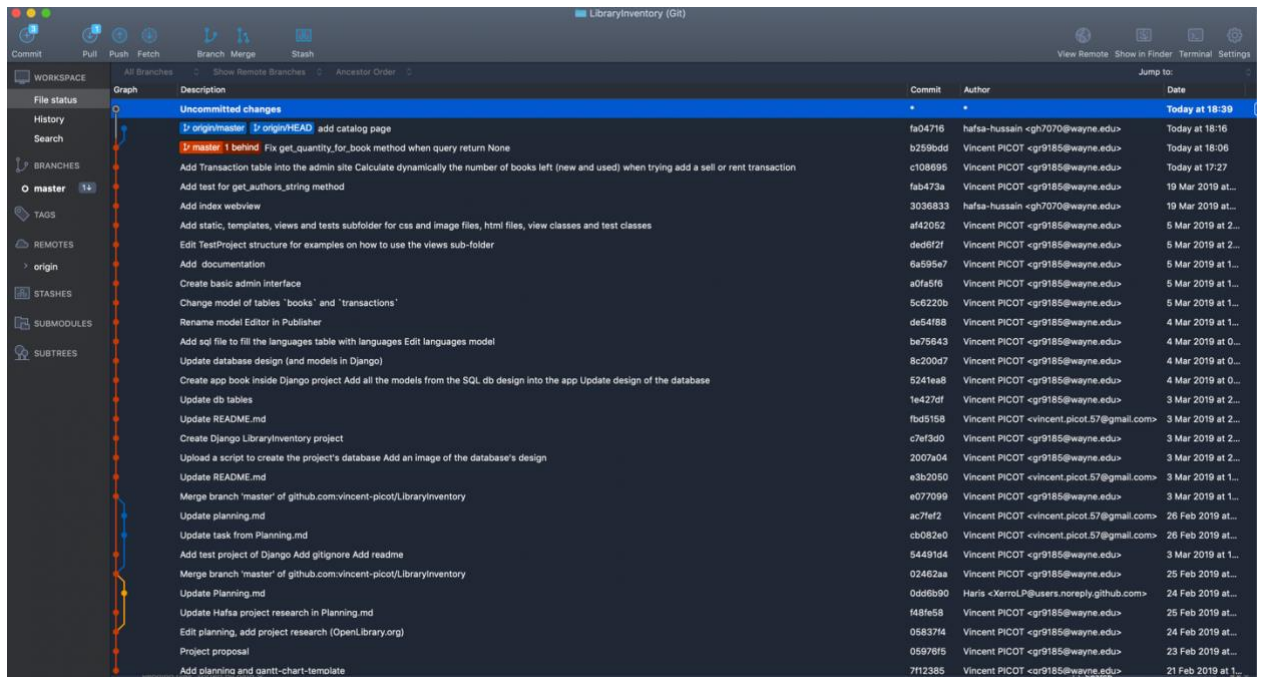 LibraryInventory (Git)
3 1
Commit Pull Push Fetch Branch Merge Stash View Remote Show in Finder Terminal Settings
WORKSPACE All Branches Show Remote Branches Ancestor Order Jump to:
Graph Description Commit Author Date
File status
Uncommitted changes * * Today at 18:39
History
origin/master origin/HEAD add catalog page fa04716 hafsa-hussain <gh7070@wayne.edu> Today at 18:16
Search
master 1 behind Fix get_quantity_for_book method when query return None b259bdd Vincent PICOT <gr9185@wayne.edu> Today at 18:06
BRANCHES Add Transaction table into the admin site Calculate dynamically the number of books left (new and used) when trying add a sell or rent transaction c108695 Vincent PICOT <gr9185@wayne.edu> Today at 17:27
master 1↓ Add test for get_authors_string method fab473a Vincent PICOT <gr9185@wayne.edu> 19 Mar 2019 at...
Add index webview 3036833 hafsa-hussain <gh7070@wayne.edu> 19 Mar 2019 at...
TAGS
Add static, templates, views and tests subfolder for css and image files, html files, view classes and test classes af42052 Vincent PICOT <gr9185@wayne.edu> 5 Mar 2019 at 2...
REMOTES Edit TestProject structure for examples on how to use the views sub-folder ded6f2f Vincent PICOT <gr9185@wayne.edu> 5 Mar 2019 at 2...
origin Add documentation 6a595e7 Vincent PICOT <gr9185@wayne.edu> 5 Mar 2019 at 1...
Create basic admin interface a0fa5f6 Vincent PICOT <gr9185@wayne.edu> 5 Mar 2019 at 1...
STASHES
Change model of tables `books` and `transactions` 5c6220b Vincent PICOT <gr9185@wayne.edu> 5 Mar 2019 at 1...
SUBMODULES Rename model Editor in Publisher de54f88 Vincent PICOT <gr9185@wayne.edu> 4 Mar 2019 at 1...
Add sql file to fill the languages table with languages Edit languages model be75643 Vincent PICOT <gr9185@wayne.edu> 4 Mar 2019 at 0...
SUBTREES
Update database design (and models in Django) 8c200d7 Vincent PICOT <gr9185@wayne.edu> 4 Mar 2019 at 0...
Create app book inside Django project Add all the models from the SQL db design into the app Update design of the database 5241ea8 Vincent PICOT <gr9185@wayne.edu> 4 Mar 2019 at 0...
Update db tables 1e427df Vincent PICOT <gr9185@wayne.edu> 3 Mar 2019 at 2...
Update README.md fbd5158 Vincent PICOT <vincent.picot.57@gmail.com> 3 Mar 2019 at 2...
Create Django LibraryInventory project c7ef3d0 Vincent PICOT <gr9185@wayne.edu> 3 Mar 2019 at 2...
Upload a script to create the project's database Add an image of the database's design 2007a04 Vincent PICOT <gr9185@wayne.edu> 3 Mar 2019 at 2...
Update README.md e3b2050 Vincent PICOT <vincent.picot.57@gmail.com> 3 Mar 2019 at 1...
Merge branch 'master' of github.com:vincent-picot/LibraryInventory e077099 Vincent PICOT <gr9185@wayne.edu> 3 Mar 2019 at 1...
Update planning.md ac7fef2 Vincent PICOT <vincent.picot.57@gmail.com> 26 Feb 2019 at...
Update task from Planning.md cb082e0 Vincent PICOT <vincent.picot.57@gmail.com> 26 Feb 2019 at...
Add test project of Django Add gitignore Add readme 54491d4 Vincent PICOT <gr9185@wayne.edu> 3 Mar 2019 at 1...
Merge branch 'master' of github.com:vincent-picot/LibraryInventory 02462aa Vincent PICOT <gr9185@wayne.edu> 25 Feb 2019 at...
Update Planning.md 0dd6b90 Haris <XerroLP@users.noreply.github.com> 24 Feb 2019 at...
Update Hafsa project research in Planning.md f48fe58 Vincent PICOT <gr9185@wayne.edu> 25 Feb 2019 at...
Edit planning, add project research (OpenLibrary.org) 05837f4 Vincent PICOT <gr9185@wayne.edu> 24 Feb 2019 at...
Project proposal 05976f5 Vincent PICOT <gr9185@wayne.edu> 23 Feb 2019 at...
Add planning and gantt-chart-template 7f12385 Vincent PICOT <gr9185@wayne.edu> 21 Feb 2019 at 1...